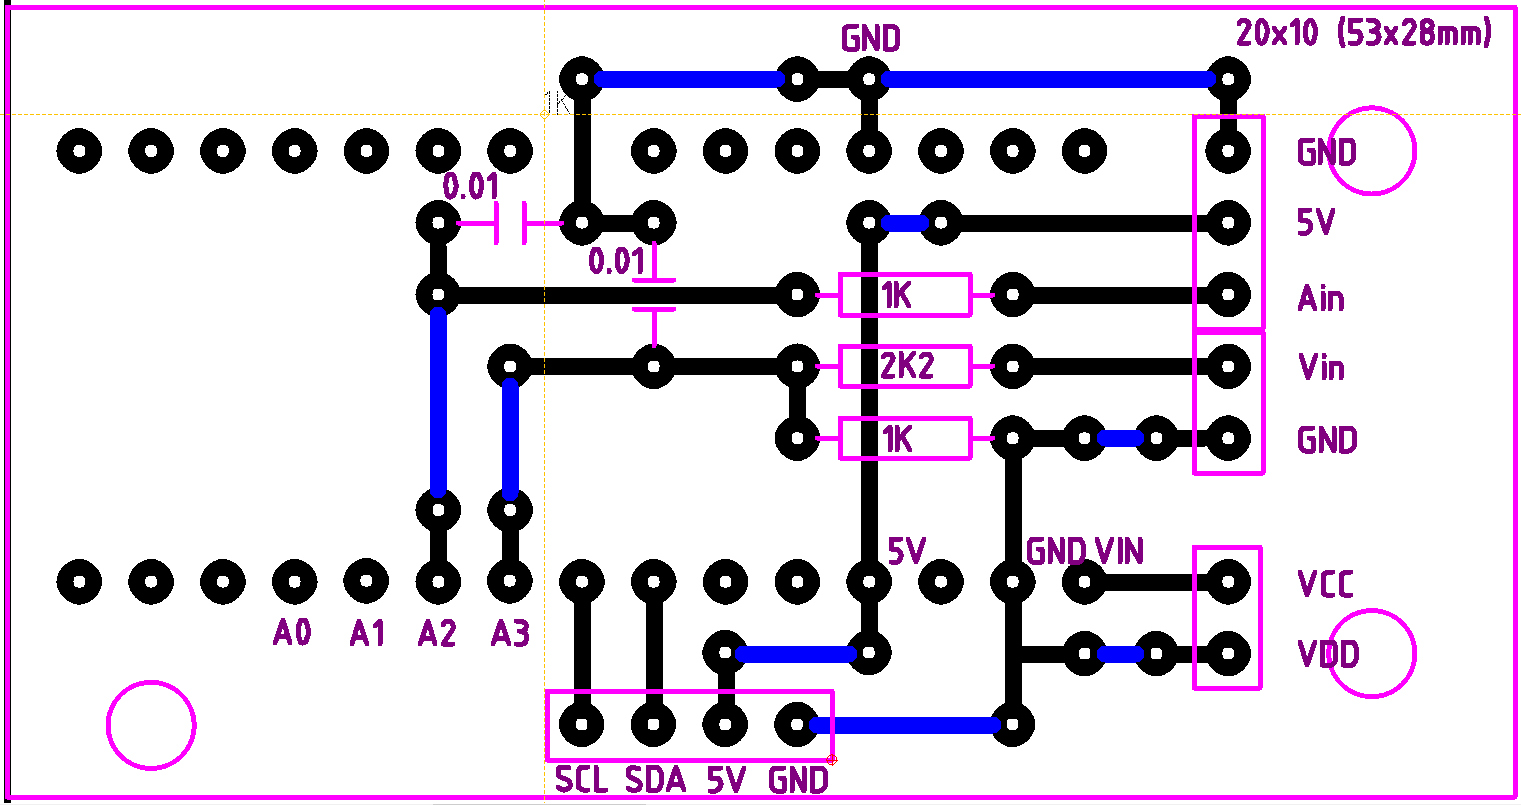 20x10 (53x28mm)
GND
1K
GND
0.01
5V
0.01
1K
Ain
2K2
Vin
1K
GND
5V
GND VIN
VCC
A0 A1 A2 A3
VDD
SCL SDA 5V GND